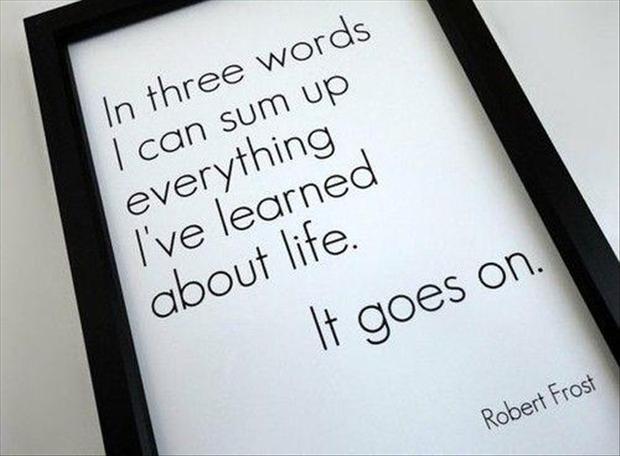 In three words
I can sum up
everything
I've learned
about life.
It goes on.
Robert Frost